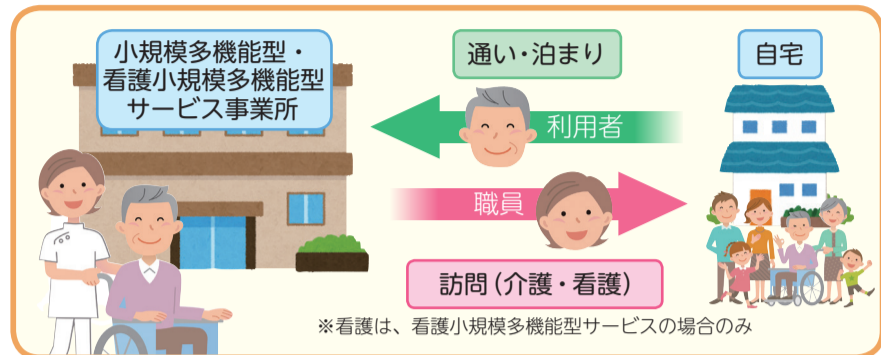 小規模多機能型・
看護小規模多機能型
サービス事業所
通い・泊まり
自宅
利用者
職員
訪問(介護・看護)
※看護は、看護小規模多機能型サービスの場合のみ